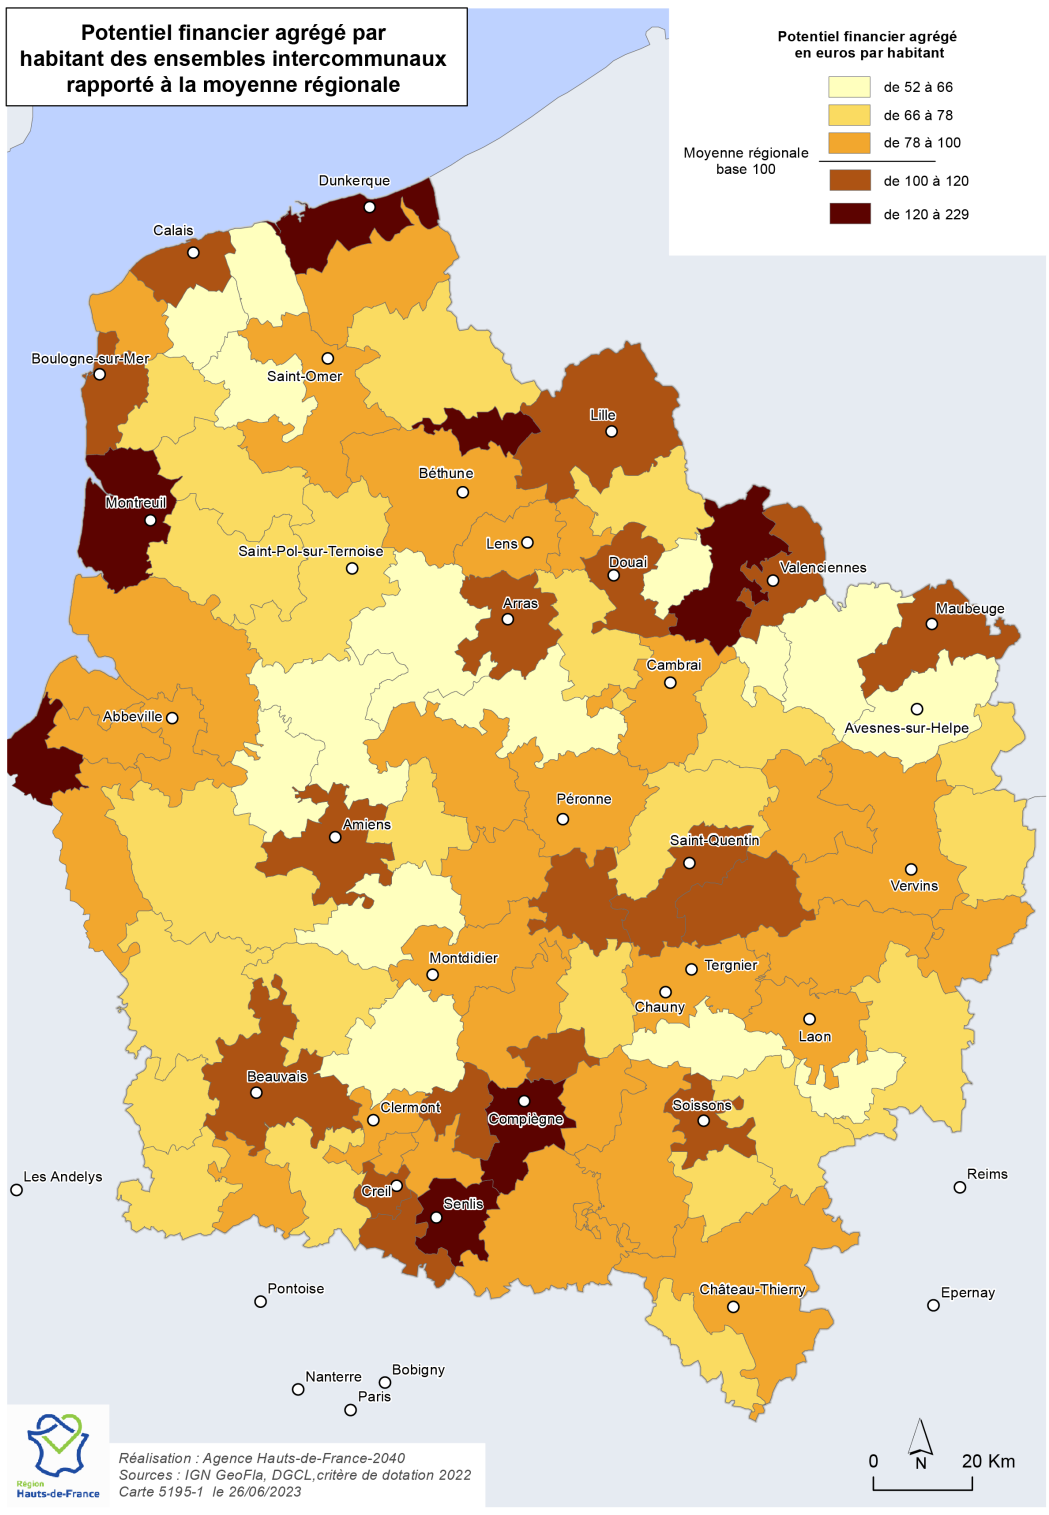 Potentiel financier agrégé par
habitant des ensembles intercommunaux
rapporté à la moyenne régionale
Potentiel financier agrégé
en euros par habitant
de 52 à 66
de 66 à 78
de 78 à 100
Moyenne régionale
base 100
de 100 à 120
de 120 à 229
Dunkerque
Calais
Boulogne-sur-Mer
Saint-Omer
Lille
Béthune
Montreuil
Lens
Saint-Pol-sur-Ternoise
Douai
Valenciennes
Arras
Maubeuge
Cambrai
Abbeville
Avesnes-sur-Helpe
Péronne
Amiens
Saint-Quentin
Vervins
Montdidier
Tergnier
Chauny
Laon
Beauvais
Clermont
Compiègne
Soissons
Les Andelys
Creil
Senlis
Reims
Pontoise
Château-Thierry
Epernay
Nanterre
Bobigny
Paris
Région
Hauts-de-France
Réalisation : Agence Hauts-de-France-2040
Sources : IGN GeoFla, DGCL,critère de dotation 2022
Carte 5195-1 le 26/06/2023
N
0 20 Km